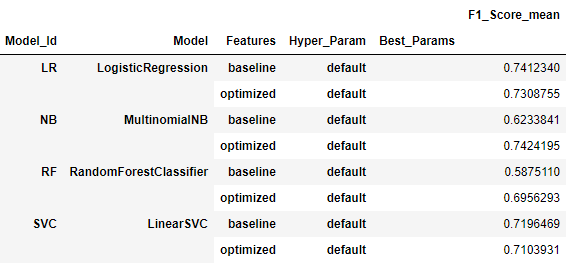 F1_Score_mean
Model_Id Model Features Hyper_Param Best_Params
LR LogisticRegression baseline default 0.7412340
optimized default 0.7308755
NB MultinomialNB baseline default 0.6233841
optimized default 0.7424195
RF RandomForestClassifier baseline default 0.5875110
optimized default 0.6956293
SVC LinearSVC baseline default 0.7196469
optimized default 0.7103931